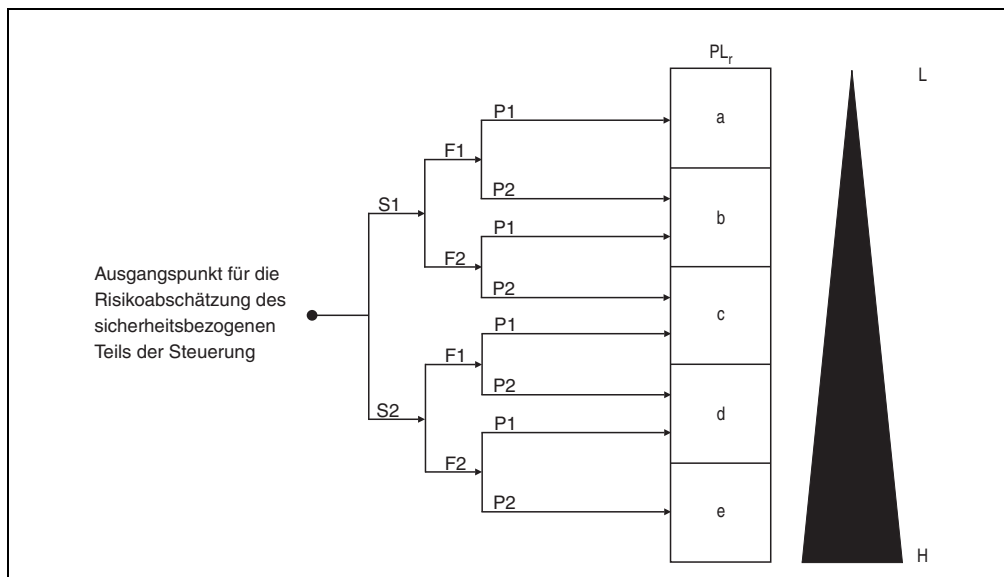 PLr
L
a
P1
F1
P2
S1
b
P1
F2
P2
Ausgangspunkt für die
Risikoabschätzung des
sicherheitsbezogenen
Teils der Steuerung
c
P1
F1
P2
S2
d
P1
F2
P2
e
H